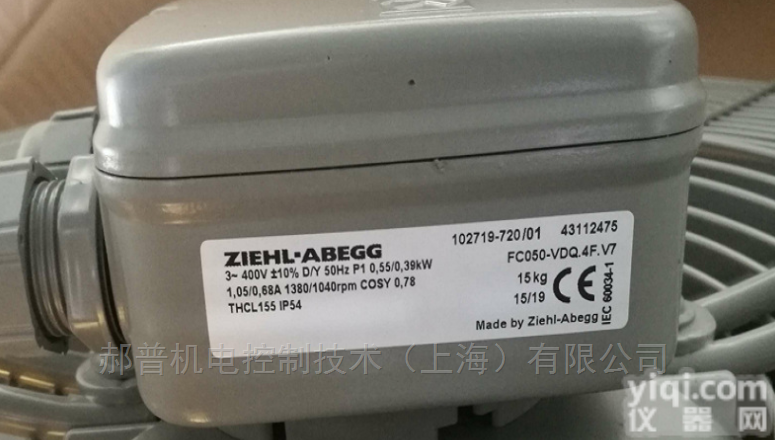 ZIEHL-ABEGG 102719-720/01 43112475
3~ 400V ±10% D/Y 50Hz P1 0,55/0,39kW FC050-VDQ.4F.V7
1,05/0,68A 1380/1040rpm COSY 0,78 15kg
THCL155 IP54 15/19
Made by Ziehl-Abegg
IEC 60034-1
郝普机电控制技术（上海）有限公司
yiqi.com
仪器网